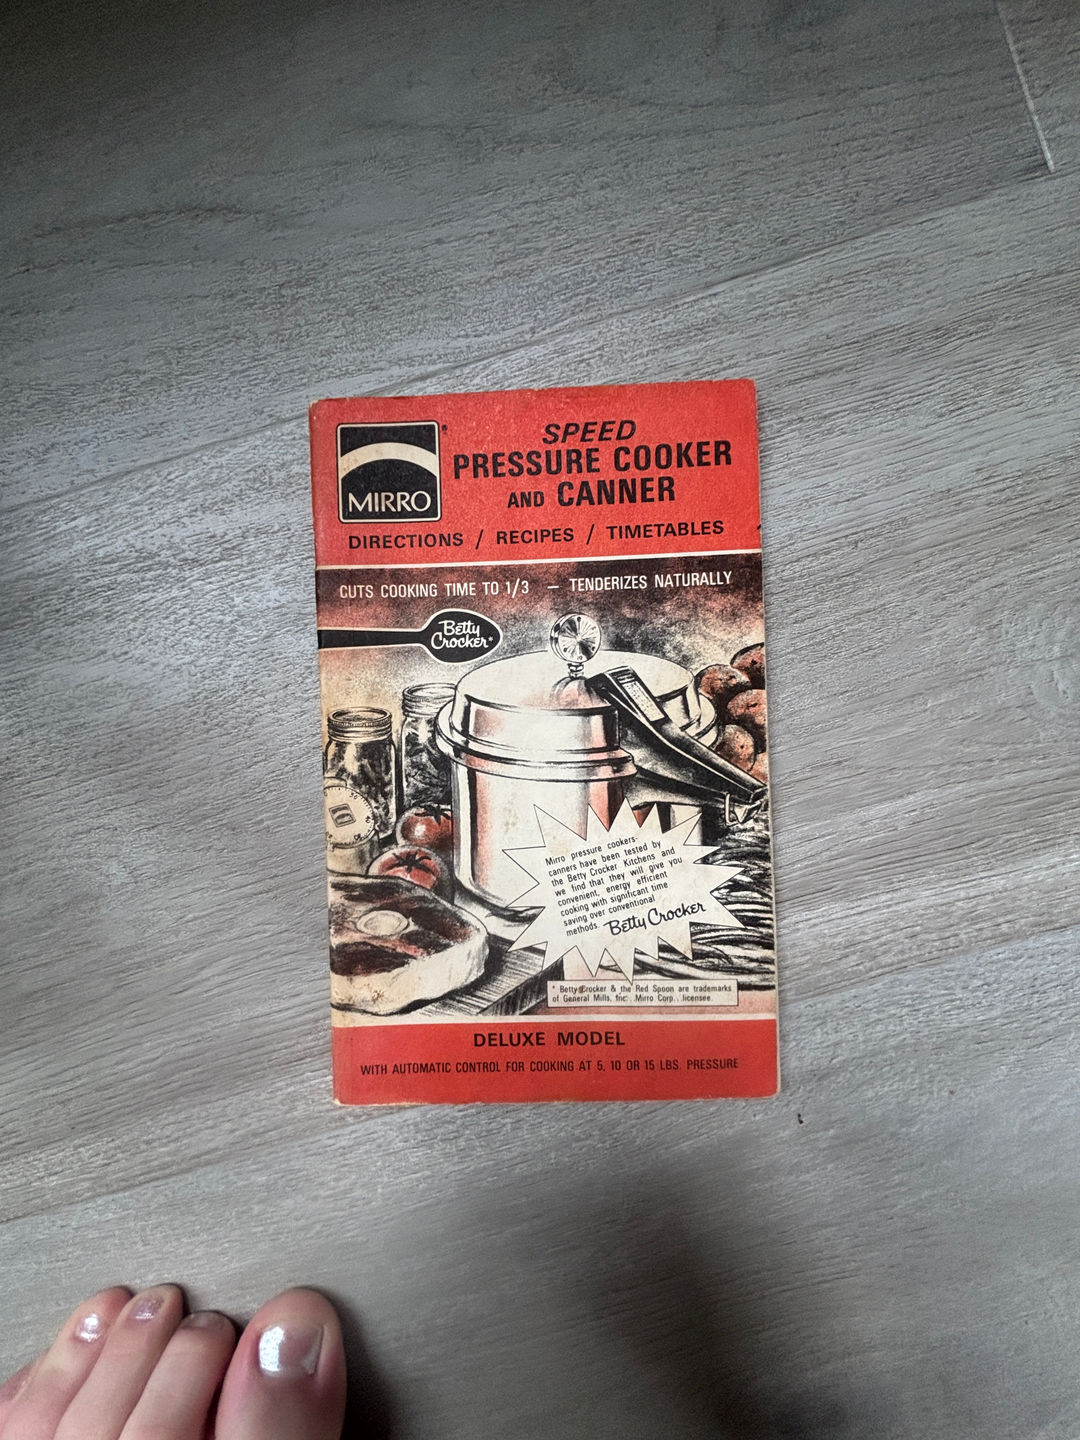 MIRRO
SPEED
PRESSURE COOKER
AND CANNER
DIRECTIONS / RECIPES / TIMETABLES
CUTS COOKING TIME TO 1/3 — TENDERIZES NATURALLY
Betty
Crocker*
Mirro pressure cookers-
canners have been tested by
the Betty Crocker Kitchens and
we find that they will give you
convenient, energy efficient
cooking with significant time
saving over conventional
methods. Betty Crocker
* Betty Crocker & the Red Spoon are trademarks
of General Mills, Inc. Mirro Corp., licensee.
DELUXE MODEL
WITH AUTOMATIC CONTROL FOR COOKING AT 5, 10 OR 15 LBS. PRESSURE